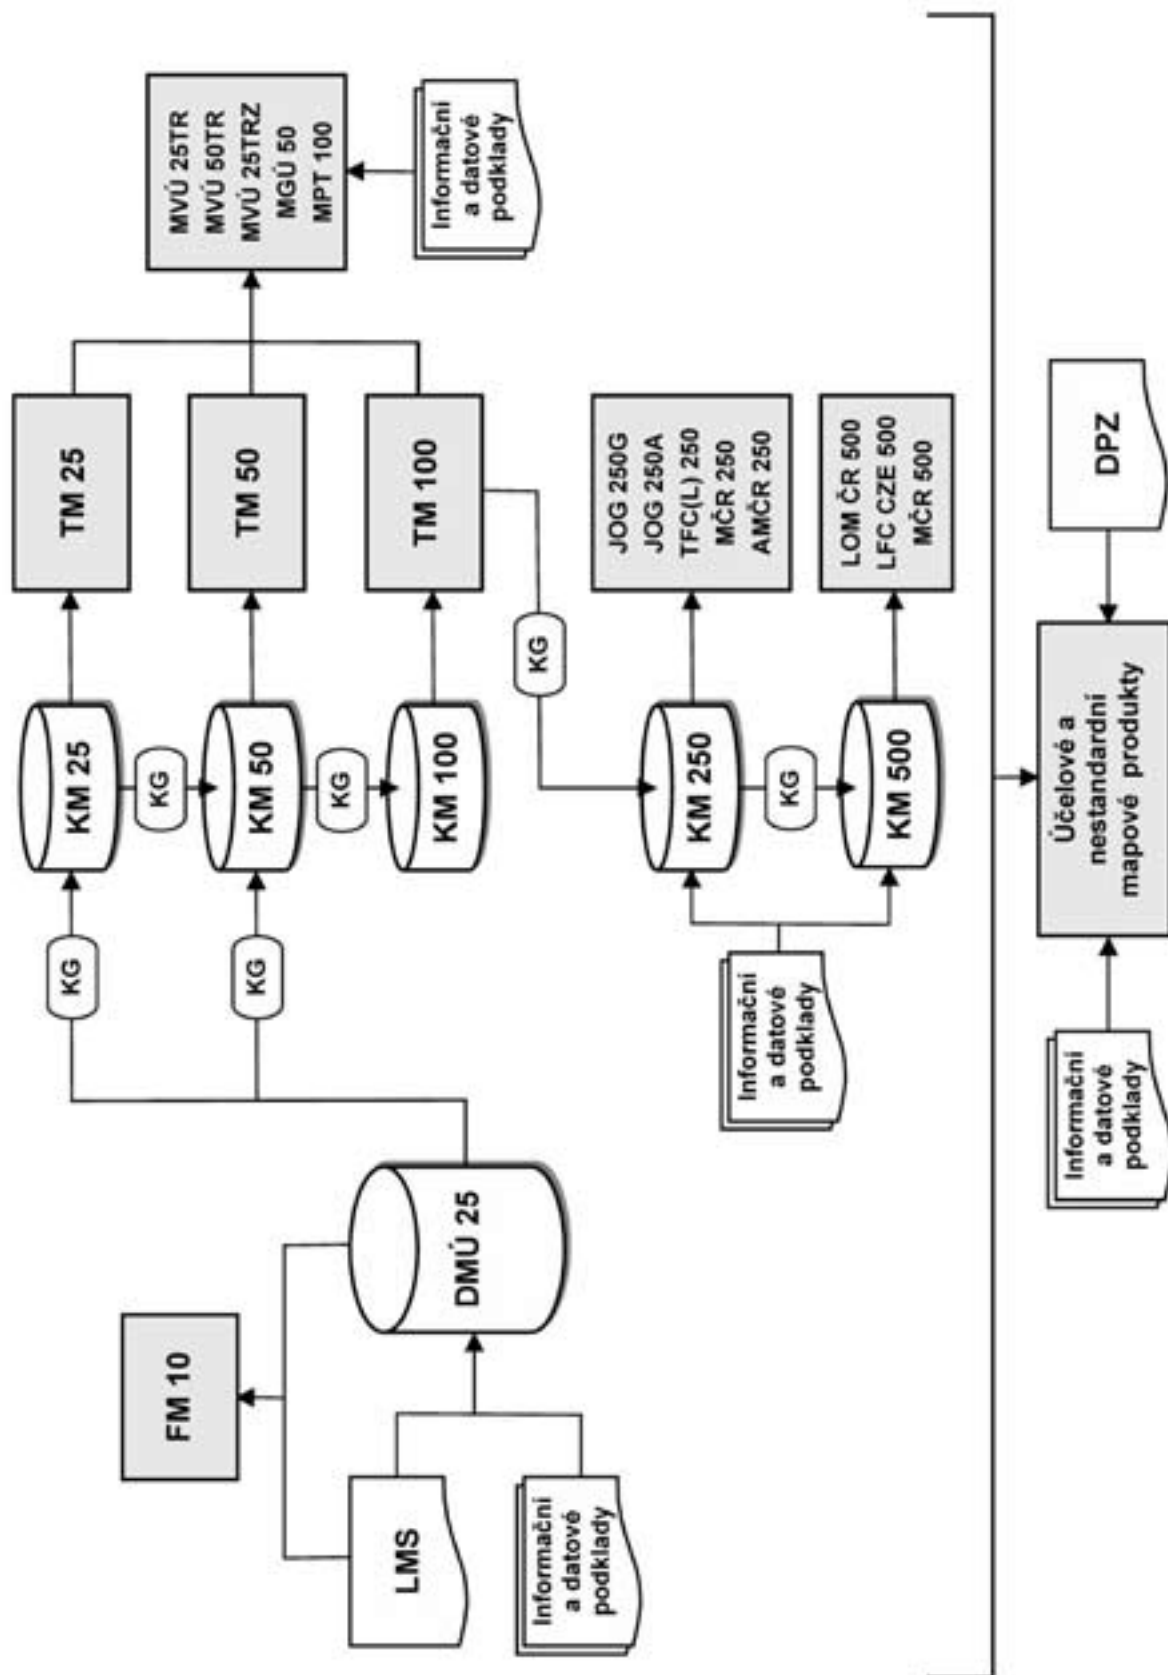 FM 10
LMS
Informační
a datové
podklady
DMÚ 25
KG
KG
KM 25
KG
KM 50
KG
KM 100
TM 25
TM 50
TM 100
MVÚ 25TR
MVÚ 50TR
MVÚ 25TRZ
MGÚ 50
MPT 100
Informační
a datové
podklady
KG
Informační
a datové
podklady
KM 250
KG
KM 500
JOG 250G
JOG 250A
TFC(L) 250
MČR 250
AMČR 250
LOM ČR 500
LFC CZE 500
MČR 500
Informační
a datové
podklady
Účelové a
nestandardní
mapové produkty
DPZ